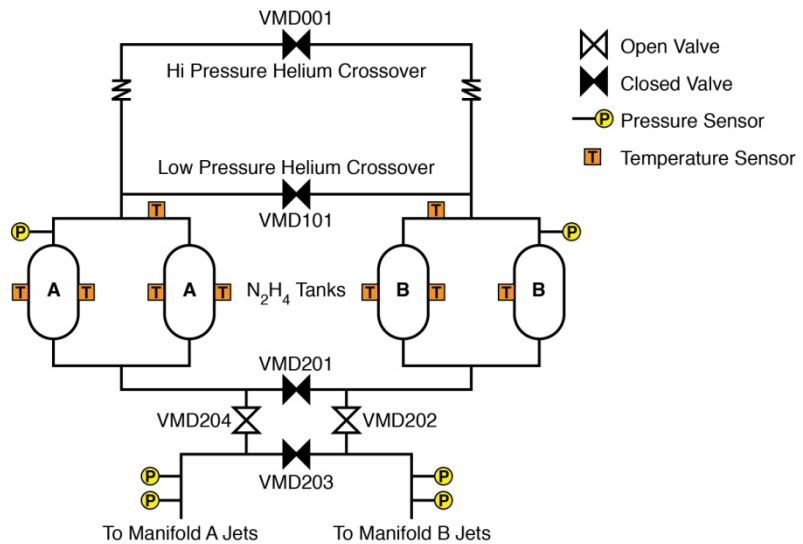 VMD001
Hi Pressure Helium Crossover
Open Valve
Closed Valve
P Pressure Sensor
T Temperature Sensor
Low Pressure Helium Crossover
VMD101
T T
P P
T A T T A T
N₂H₄ Tanks
T B T T B
VMD201
VMD204 VMD202
VMD203
P P
P P
To Manifold A Jets To Manifold B Jets